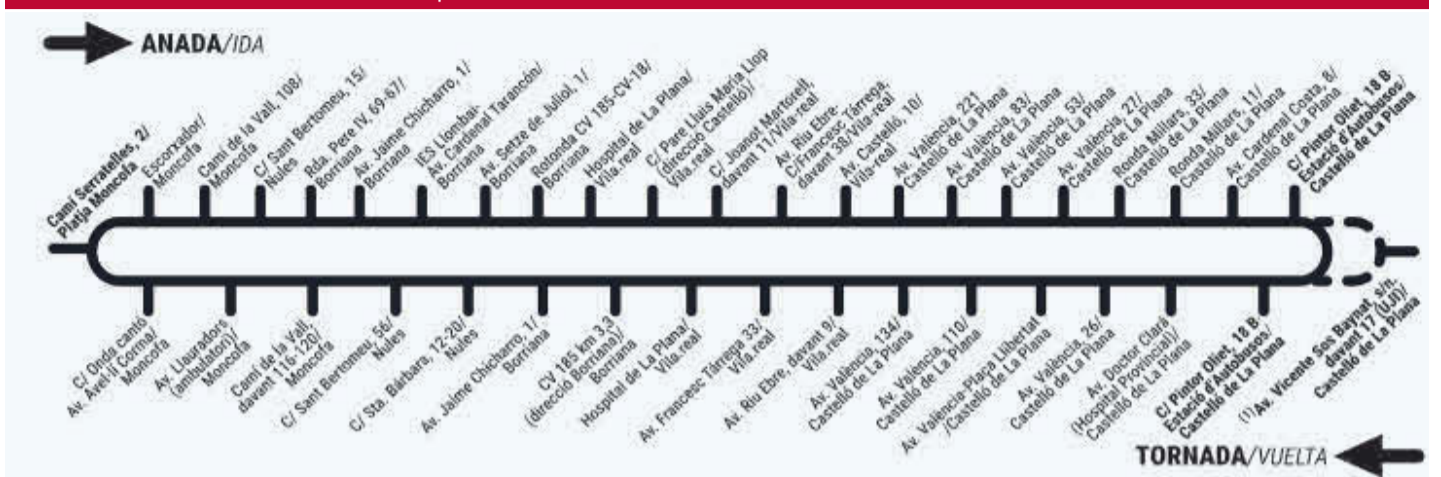 ANADA/IDA
Camí Serratelles, 2/
Platja Moncofa
Escorxador/
Moncofa
Camí de la Vall, 108/
Moncofa
C/ Sant Bertomeu, 15/
Nules
Rda. Pere IV, 69-67/
Borriana
Av. Jaime Chicharro, 1/
Borriana
IES Llombai-
Av. Cardenal Tarancón/
Borriana
Av. Setze de Juliol, 1/
Borriana
Rotonda CV 185-CV-18/
Borriana
Hospital de La Plana/
Vila.real
C/ Pare Lluis Maria Llop
(direcció Castelló)/
Vila.real
C/ Joanot Martorell,
davant 11/Vila-real
Av. Riu Ebre-
C/Francesc Tárrega,
davant 38/Vila-real
Av. Castelló, 10/
Vila-real
Av. València, 221
Castelló de La Plana
Av. València, 83/
Castelló de La Plana
Av. València, 53/
Castelló de La Plana
Av. València, 27/
Castelló de La Plana
Ronda Millars, 33/
Castelló de La Plana
Ronda Millars, 11/
Castelló de La Plana
Av. Cardenal Costa, 8/
Castelló de La Plana
C/ Pintor Oliet, 18 B
Estació d'Autobusos/
Castelló de La Plana
C/ Onda cantó
Av. Avel·lí Corma/
Moncofa
Av. Llauradors
(ambulatori)/
Moncofa
Camí de la Vall,
davant 116-120/
Moncofa
C/ Sant Bertomeu, 56/
Nules
C/ Sta. Bárbara, 12-20/
Nules
Av. Jaime Chicharro, 1/
Borriana
CV 185 km 3,3
(direcció Borriana)/
Borriana
Hospital de La Plana/
Vila.real
Av. Francesc Tàrrega 33/
Vila.real
Av. Riu Ebre, davant 9/
Vila.real
Av. València, 134/
Castelló de La Plana
Av. València, 110/
Castelló de La Plana
Av. València-Plaça Llibertat
/Castelló de La Plana
Av. València, 26/
Castelló de La Plana
Av. Doctor Clarà
(Hospital Provincial)/
Castelló de La Plana
C/ Pintor Oliet, 18 B
Estació d'Autobusos/
Castelló de La Plana
(1)Av. Vicente Sos Baynat, s/n,
davant 17 (UJI)/
Castelló de La Plana
TORNADA/VUELTA